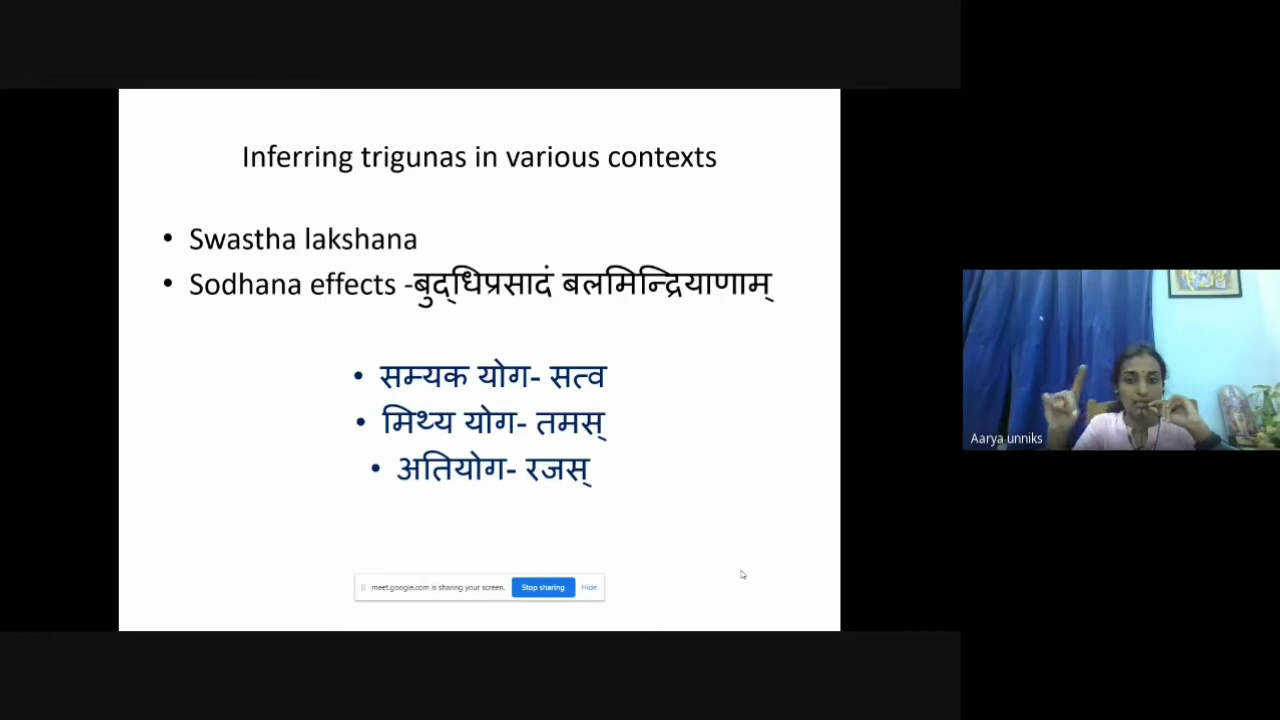 Inferring trigunas in various contexts
• Swastha lakshana
• Sodhana effects -बुद्धिप्रसादं बलमिन्द्रियाणाम्
• सम्यक योग- सत्व
• मिथ्य योग- तमस्
• अतियोग- रजस्
meet.google.com is sharing your screen. Stop sharing Hide
Aarya unniks